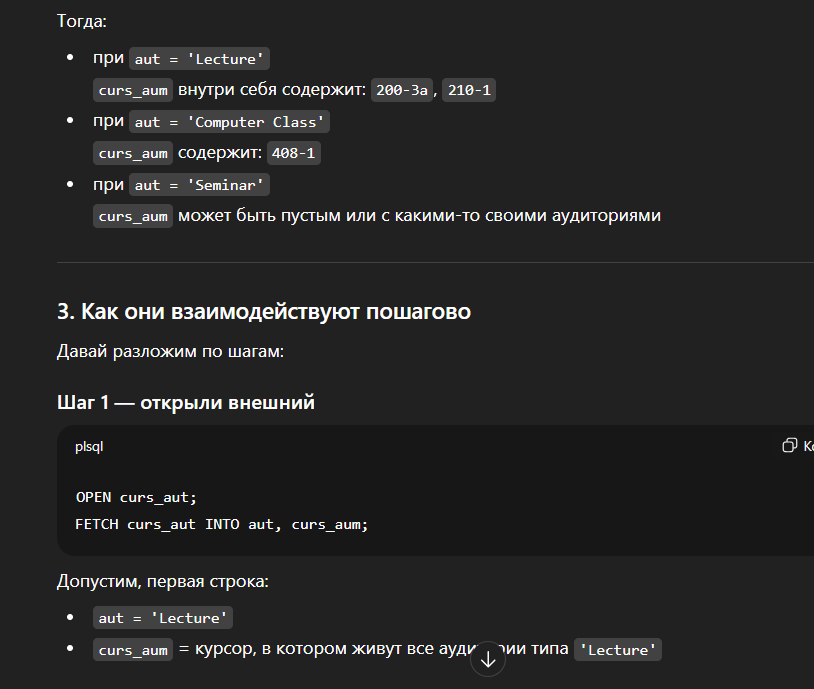 Тогда:
при aut = 'Lecture'
curs_aum внутри себя содержит: 200-3a, 210-1
при aut = 'Computer Class'
curs_aum содержит: 408-1
при aut = 'Seminar'
curs_aum может быть пустым или с какими-то своими аудиториями
3. Как они взаимодействуют пошагово
Давай разложим по шагам:
Шаг 1 — открыли внешний
plsql
OPEN curs_aut;
FETCH curs_aut INTO aut, curs_aum;
Допустим, первая строка:
aut = 'Lecture'
curs_aum = курсор, в котором живут все аудитории типа 'Lecture'